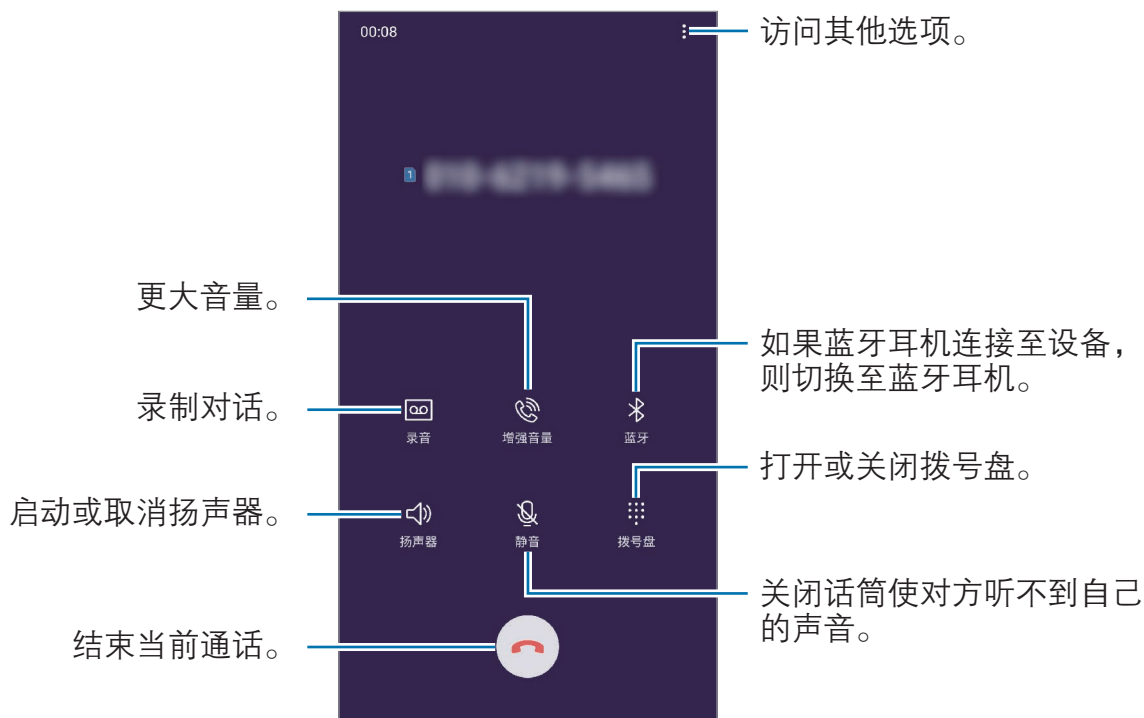 00:08
访问其他选项。
1
更大音量。
如果蓝牙耳机连接至设备，
则切换至蓝牙耳机。
录制对话。
录音
增强音量
蓝牙
打开或关闭拨号盘。
启动或取消扬声器。
扬声器
静音
拨号盘
关闭话筒使对方听不到自己
的声音。
结束当前通话。